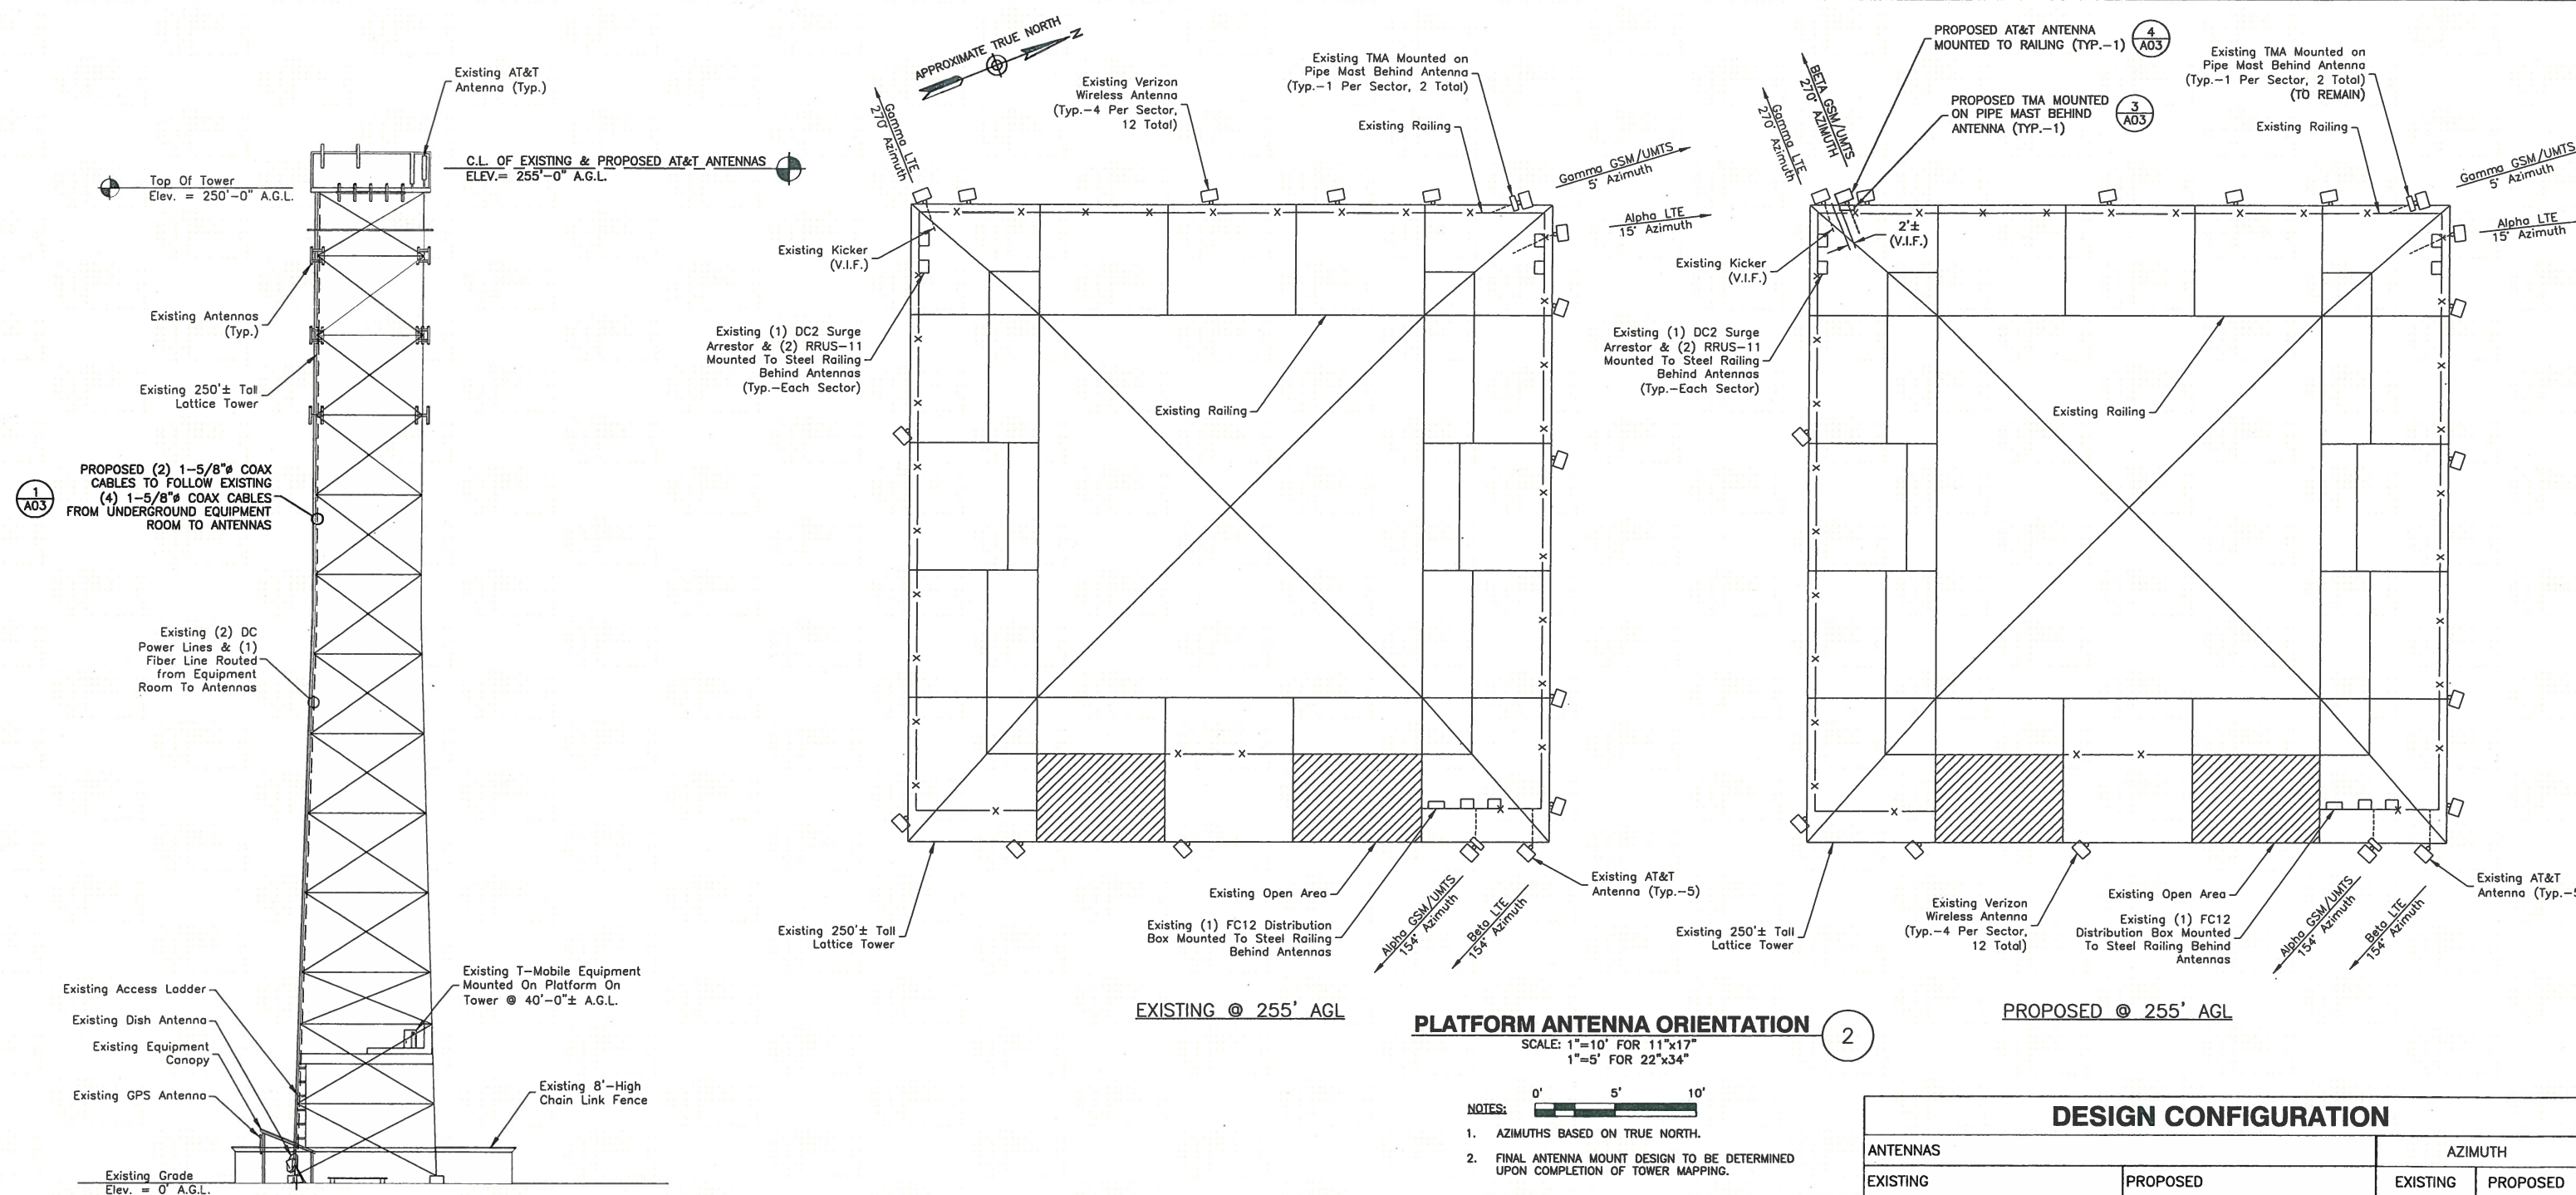 Existing AT&T
Antenna (Typ.)
C.L. OF EXISTING & PROPOSED AT&T ANTENNAS
ELEV.= 255'-0" A.G.L.
Top Of Tower
Elev. = 250'-0" A.G.L.
Existing Antennas
(Typ.)
Existing 250'± Tall
Lattice Tower
1
A03
PROPOSED (2) 1-5/8"ø COAX
CABLES TO FOLLOW EXISTING
(4) 1-5/8"ø COAX CABLES
FROM UNDERGROUND EQUIPMENT
ROOM TO ANTENNAS
Existing (2) DC
Power Lines & (1)
Fiber Line Routed
from Equipment
Room To Antennas
Existing Access Ladder
Existing Dish Antenna
Existing Equipment
Canopy
Existing GPS Antenna
Existing T-Mobile Equipment
Mounted On Platform On
Tower @ 40'-0"± A.G.L.
Existing 8'-High
Chain Link Fence
Existing Grade
Elev. = 0' A.G.L.
APPROXIMATE TRUE NORTH
N
Gamma LTE
270° Azimuth
Existing Verizon
Wireless Antenna
(Typ.-4 Per Sector,
12 Total)
Existing TMA Mounted on
Pipe Mast Behind Antenna
(Typ.-1 Per Sector, 2 Total)
Existing Railing
Gamma GSM/UMTS
5° Azimuth
Alpha LTE
15° Azimuth
Existing Kicker
(V.I.F.)
Existing (1) DC2 Surge
Arrestor & (2) RRUS-11
Mounted To Steel Railing
Behind Antennas
(Typ.-Each Sector)
Existing Railing
Existing Open Area
Existing (1) FC12 Distribution
Box Mounted To Steel Railing
Behind Antennas
Existing 250'± Tall
Lattice Tower
Alpha GSM/UMTS
154° Azimuth
Beta LTE
154° Azimuth
Existing AT&T
Antenna (Typ.-5)
EXISTING @ 255' AGL
PROPOSED AT&T ANTENNA
MOUNTED TO RAILING (TYP.-1)
4
A03
PROPOSED TMA MOUNTED
ON PIPE MAST BEHIND
ANTENNA (TYP.-1)
3
A03
Existing TMA Mounted on
Pipe Mast Behind Antenna
(Typ.-1 Per Sector, 2 Total)
(TO REMAIN)
Existing Railing
BETA GSM/UMTS
270° AZIMUTH
Gamma LTE
270° Azimuth
Gamma GSM/UMTS
5° Azimuth
Alpha LTE
15° Azimuth
2'±
(V.I.F.)
Existing Kicker
(V.I.F.)
Existing (1) DC2 Surge
Arrestor & (2) RRUS-11
Mounted To Steel Railing
Behind Antennas
(Typ.-Each Sector)
Existing Railing
Existing 250'± Tall
Lattice Tower
Existing Verizon
Wireless Antenna
(Typ.-4 Per Sector,
12 Total)
Existing Open Area
Existing (1) FC12
Distribution Box Mounted
To Steel Railing Behind
Antennas
Alpha GSM/UMTS
154° Azimuth
Beta LTE
154° Azimuth
Existing AT&T
Antenna (Typ.-5
PROPOSED @ 255' AGL
PLATFORM ANTENNA ORIENTATION
2
SCALE: 1"=10' FOR 11"x17"
1"=5' FOR 22"x34"
0' 5' 10'
NOTES:
1. AZIMUTHS BASED ON TRUE NORTH.
2. FINAL ANTENNA MOUNT DESIGN TO BE DETERMINED
UPON COMPLETION OF TOWER MAPPING.
DESIGN CONFIGURATION
ANTENNAS AZIMUTH
EXISTING PROPOSED EXISTING PROPOSED